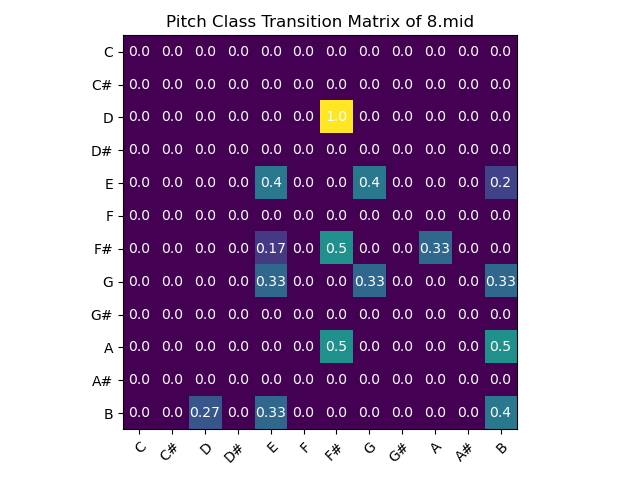 Pitch Class Transition Matrix of 8.mid
C 0.0 0.0 0.0 0.0 0.0 0.0 0.0 0.0 0.0 0.0 0.0 0.0
C# 0.0 0.0 0.0 0.0 0.0 0.0 0.0 0.0 0.0 0.0 0.0 0.0
D 0.0 0.0 0.0 0.0 0.0 0.0 1.0 0.0 0.0 0.0 0.0 0.0
D# 0.0 0.0 0.0 0.0 0.0 0.0 0.0 0.0 0.0 0.0 0.0 0.0
E 0.0 0.0 0.0 0.0 0.4 0.0 0.0 0.4 0.0 0.0 0.0 0.2
F 0.0 0.0 0.0 0.0 0.0 0.0 0.0 0.0 0.0 0.0 0.0 0.0
F# 0.0 0.0 0.0 0.0 0.17 0.0 0.5 0.0 0.0 0.33 0.0 0.0
G 0.0 0.0 0.0 0.0 0.33 0.0 0.0 0.33 0.0 0.0 0.0 0.33
G# 0.0 0.0 0.0 0.0 0.0 0.0 0.0 0.0 0.0 0.0 0.0 0.0
A 0.0 0.0 0.0 0.0 0.0 0.0 0.5 0.0 0.0 0.0 0.0 0.5
A# 0.0 0.0 0.0 0.0 0.0 0.0 0.0 0.0 0.0 0.0 0.0 0.0
B 0.0 0.0 0.27 0.0 0.33 0.0 0.0 0.0 0.0 0.0 0.0 0.4
C C# D D# E F F# G G# A A# B